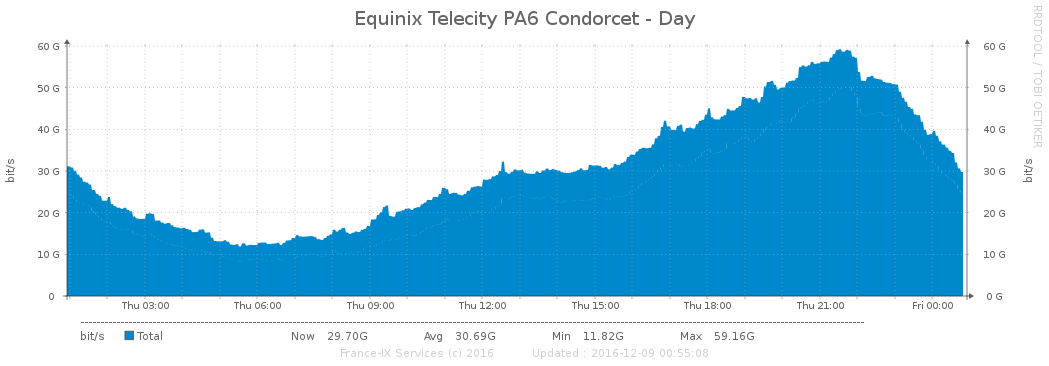 Equinix Telecity PA6 Condorcet - Day
RRDTOOL / TOBI OETIKER
60 G 60 G
50 G 50 G
40 G 40 G
30 G 30 G
20 G 20 G
10 G 10 G
0 0 G
bit/s bit/s
Thu 03:00 Thu 06:00 Thu 09:00 Thu 12:00 Thu 15:00 Thu 18:00 Thu 21:00 Fri 00:00
bit/s Total Now 29.70G Avg 30.69G Min 11.82G Max 59.16G
France-IX Services (c) 2016 Updated : 2016-12-09 00:55:08